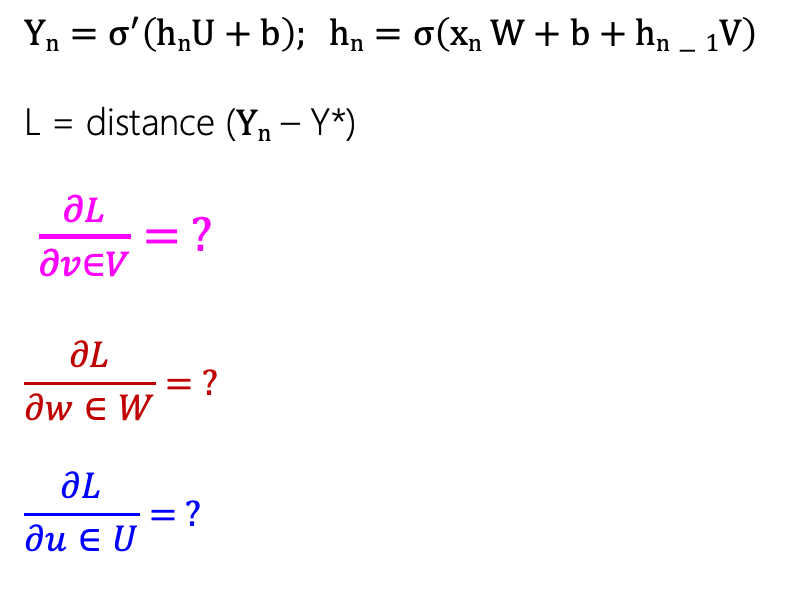 Yₙ = σ′(hₙU + b);  hₙ = σ(xₙ W + b + hₙ _ ₁V)
L = distance (Yₙ – Y*)
∂L
/
∂v∈V = ?
∂L
/
∂w ∈ W = ?
∂L
/
∂u ∈ U = ?